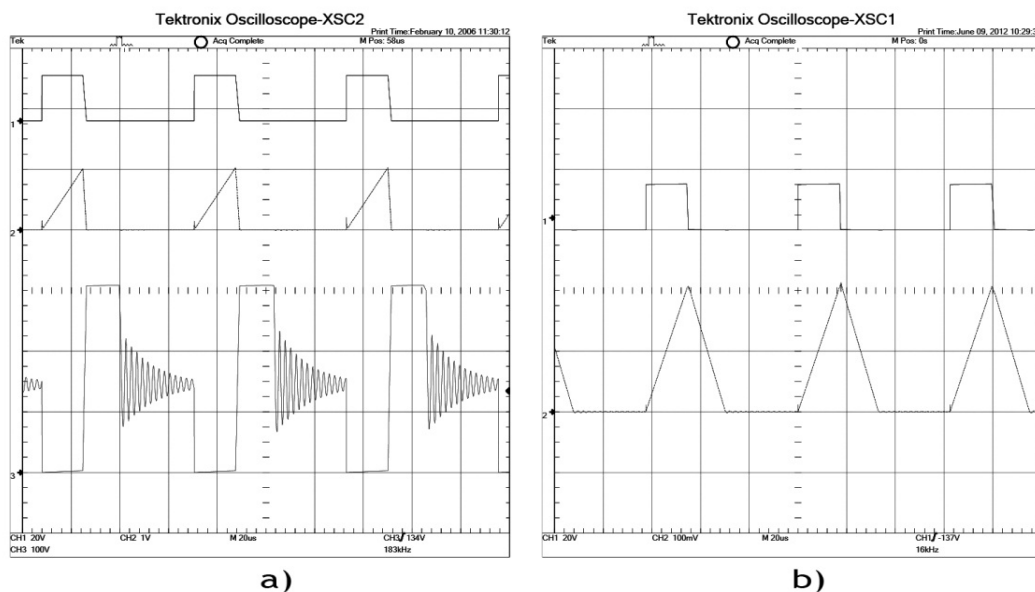 Tektronix Oscilloscope-XSC2
Print Time:February 10, 2006 11:30:12
Tek
Acq Complete
M Pos: 58us
1
2
3
CH1 20V
CH2 1V
M 20us
CH3 134V
CH3 100V
183kHz
a)
Tektronix Oscilloscope-XSC1
Print Time:June 09, 2012 10:29:3
Tek
Acq Complete
M Pos: 0s
1
2
CH1 20V
CH2 100mV
M 20us
CH1 -137V
16kHz
b)